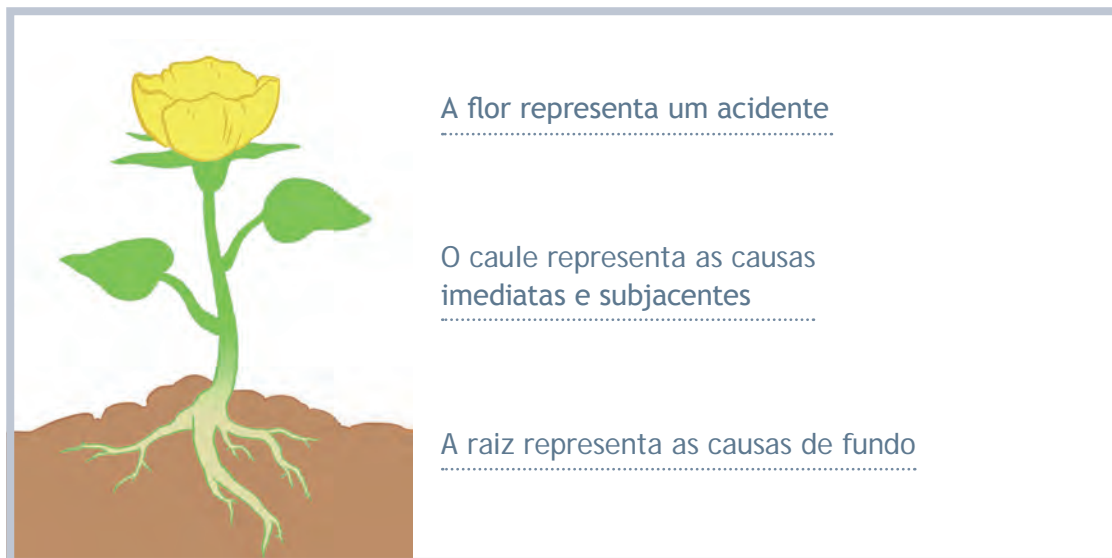 A flor representa um acidente
O caule representa as causas
imediatas e subjacentes
A raiz representa as causas de fundo